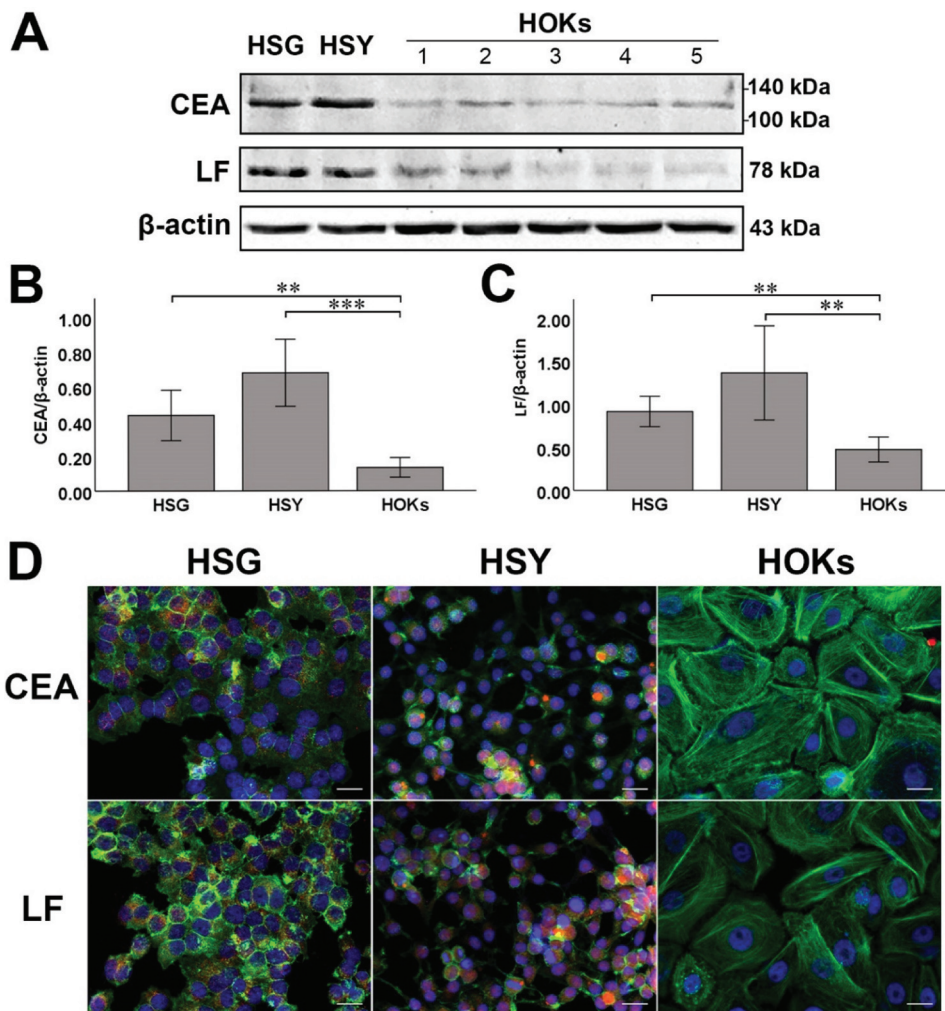 A
HSG HSY HOKs
1 2 3 4 5
CEA
140 kDa
100 kDa
LF
78 kDa
β-actin
43 kDa
B
** 
***
CEA/β-actin
1.00
0.80
0.60
0.40
0.20
0.00
HSG HSY HOKs
C
**
**
LF/β-actin
2.00
1.50
1.00
0.50
0.00
HSG HSY HOKs
D
HSG HSY HOKs
CEA
LF